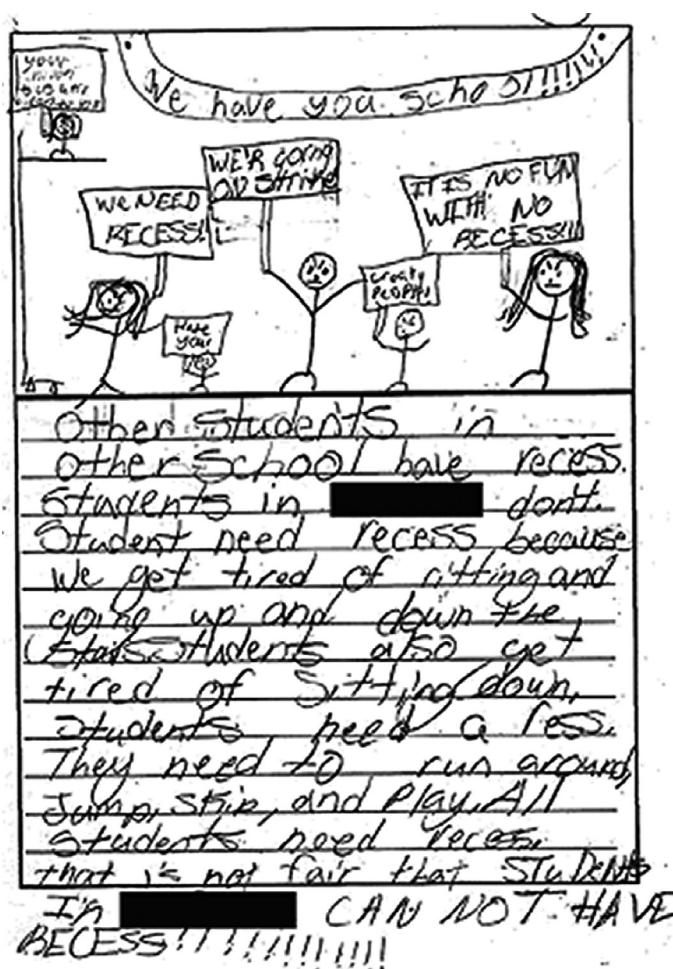 We have you school!!!!!
your
WE'R going
ON StriKe
WE NEED
RECESS!
IT IS NO FUN
WITH NO
RECESS!!!
Hate
you
crazy
PEOPle!
Other Students in
other School have recess.
Students in dont.
Student need recess because
we get tired of sitting and
going up and down the
stairs. Students also get
tired of sitting down,
Students need a ress.
They need to run around,
Jump, skip, and Play. All
Students need recess.
that is not fair that STUDENTS
In CAN NOT HAVE
RECESS!!!!!!!!!!!!